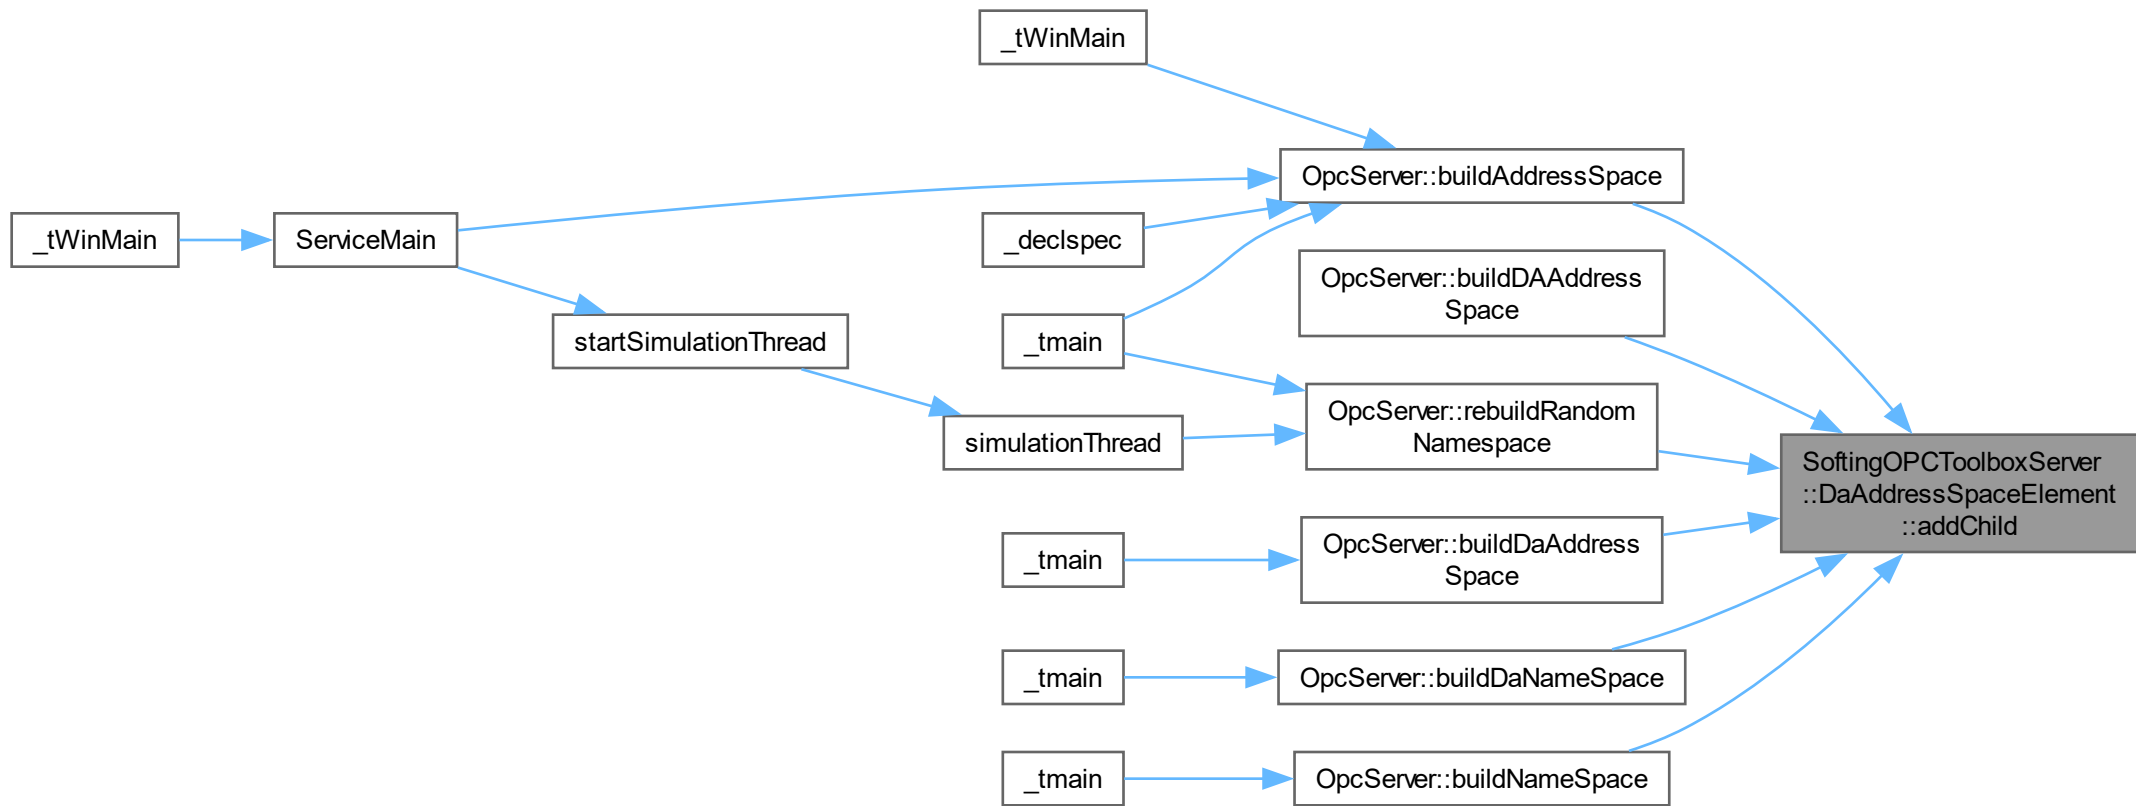 _tWinMain
OpcServer::buildAddressSpace
_tWinMain
ServiceMain
_declspec
OpcServer::buildDAAddress
Space
startSimulationThread
_tmain
OpcServer::rebuildRandom
Namespace
simulationThread
SoftingOPCToolboxServer
::DaAddressSpaceElement
::addChild
_tmain
OpcServer::buildDaAddress
Space
_tmain
OpcServer::buildDaNameSpace
_tmain
OpcServer::buildNameSpace